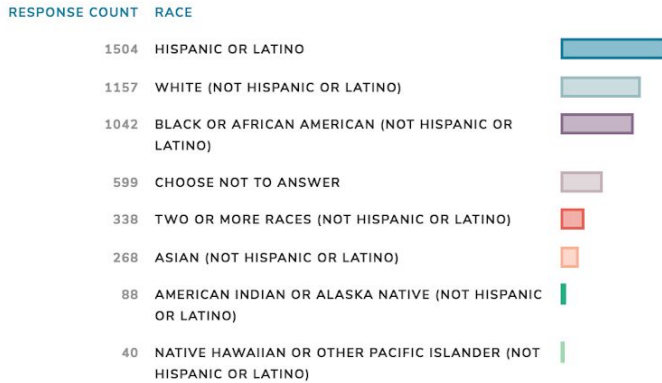 RESPONSE COUNT RACE
1504 HISPANIC OR LATINO
1157 WHITE (NOT HISPANIC OR LATINO)
1042 BLACK OR AFRICAN AMERICAN (NOT HISPANIC OR
LATINO)
599 CHOOSE NOT TO ANSWER
338 TWO OR MORE RACES (NOT HISPANIC OR LATINO)
268 ASIAN (NOT HISPANIC OR LATINO)
88 AMERICAN INDIAN OR ALASKA NATIVE (NOT HISPANIC
OR LATINO)
40 NATIVE HAWAIIAN OR OTHER PACIFIC ISLANDER (NOT
HISPANIC OR LATINO)